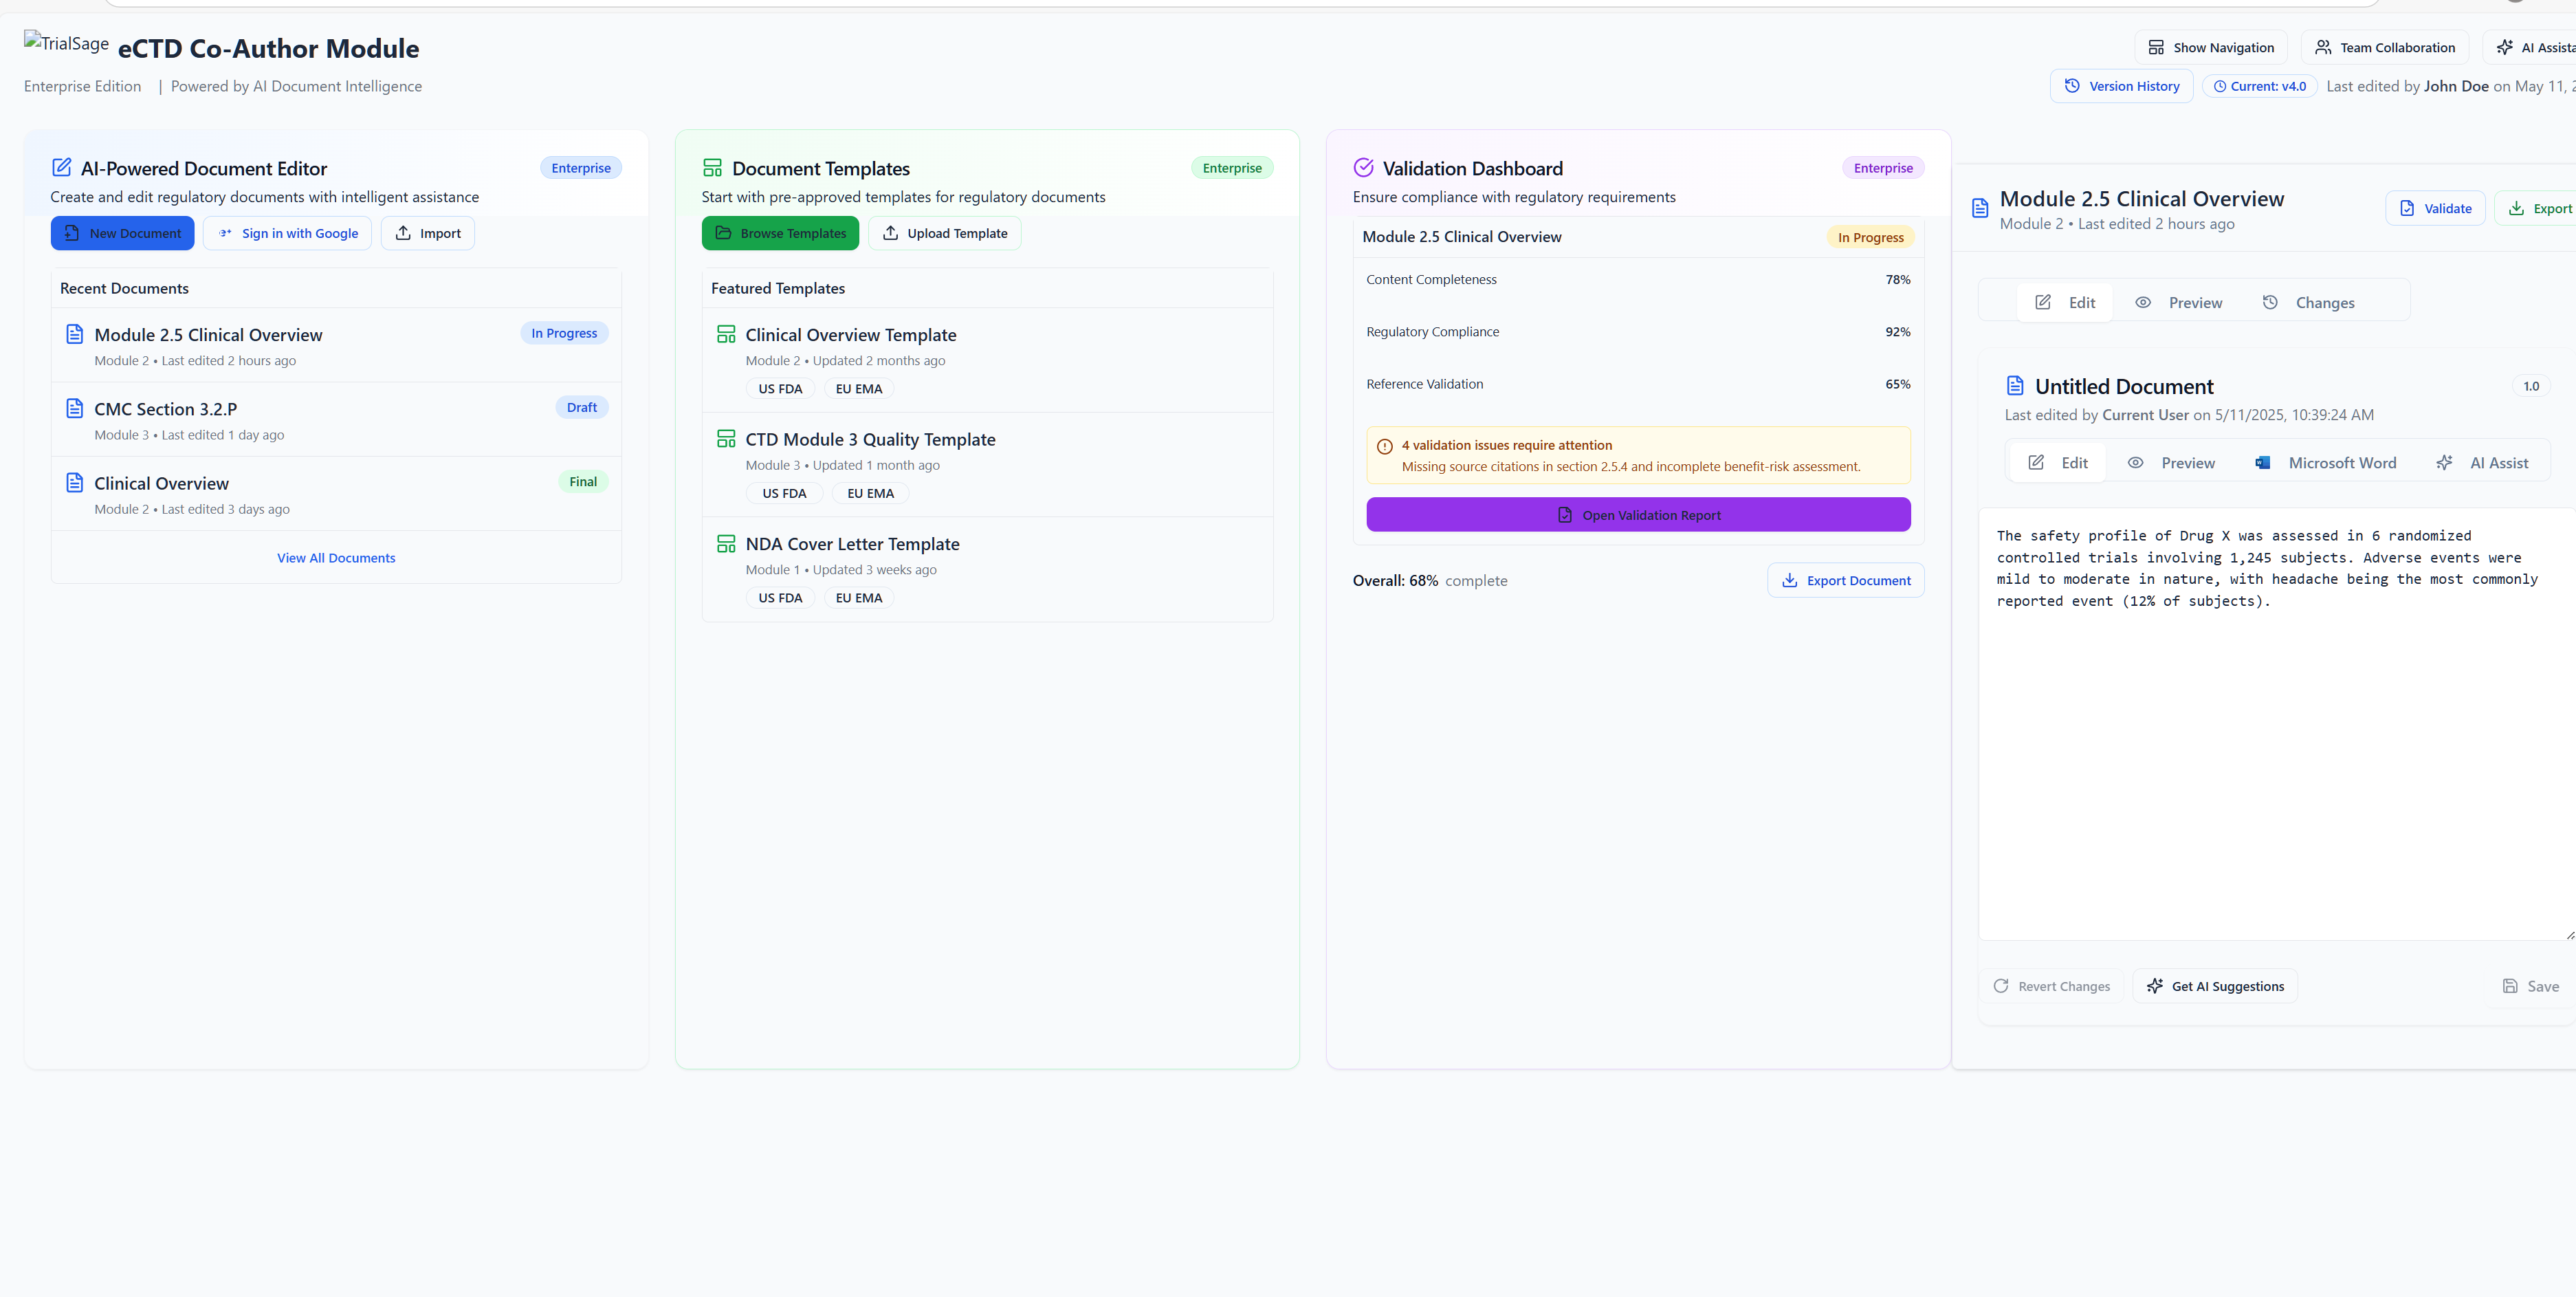 TrialSage
eCTD Co-Author Module
Enterprise Edition | Powered by AI Document Intelligence
Show Navigation
Team Collaboration
AI Assista
Version History
Current: v4.0
Last edited by John Doe on May 11, 2
AI-Powered Document Editor
Enterprise
Create and edit regulatory documents with intelligent assistance
New Document
Sign in with Google
Import
Recent Documents
Module 2.5 Clinical Overview
In Progress
Module 2 • Last edited 2 hours ago
CMC Section 3.2.P
Draft
Module 3 • Last edited 1 day ago
Clinical Overview
Final
Module 2 • Last edited 3 days ago
View All Documents
Document Templates
Enterprise
Start with pre-approved templates for regulatory documents
Browse Templates
Upload Template
Featured Templates
Clinical Overview Template
Module 2 • Updated 2 months ago
US FDA
EU EMA
CTD Module 3 Quality Template
Module 3 • Updated 1 month ago
US FDA
EU EMA
NDA Cover Letter Template
Module 1 • Updated 3 weeks ago
US FDA
EU EMA
Validation Dashboard
Enterprise
Ensure compliance with regulatory requirements
Module 2.5 Clinical Overview
In Progress
Content Completeness
78%
Regulatory Compliance
92%
Reference Validation
65%
4 validation issues require attention
Missing source citations in section 2.5.4 and incomplete benefit-risk assessment.
Open Validation Report
Overall: 68% complete
Export Document
Module 2.5 Clinical Overview
Module 2 • Last edited 2 hours ago
Validate
Export
Edit
Preview
Changes
Untitled Document
1.0
Last edited by Current User on 5/11/2025, 10:39:24 AM
Edit
Preview
Microsoft Word
AI Assist
The safety profile of Drug X was assessed in 6 randomized
controlled trials involving 1,245 subjects. Adverse events were
mild to moderate in nature, with headache being the most commonly
reported event (12% of subjects).
Revert Changes
Get AI Suggestions
Save